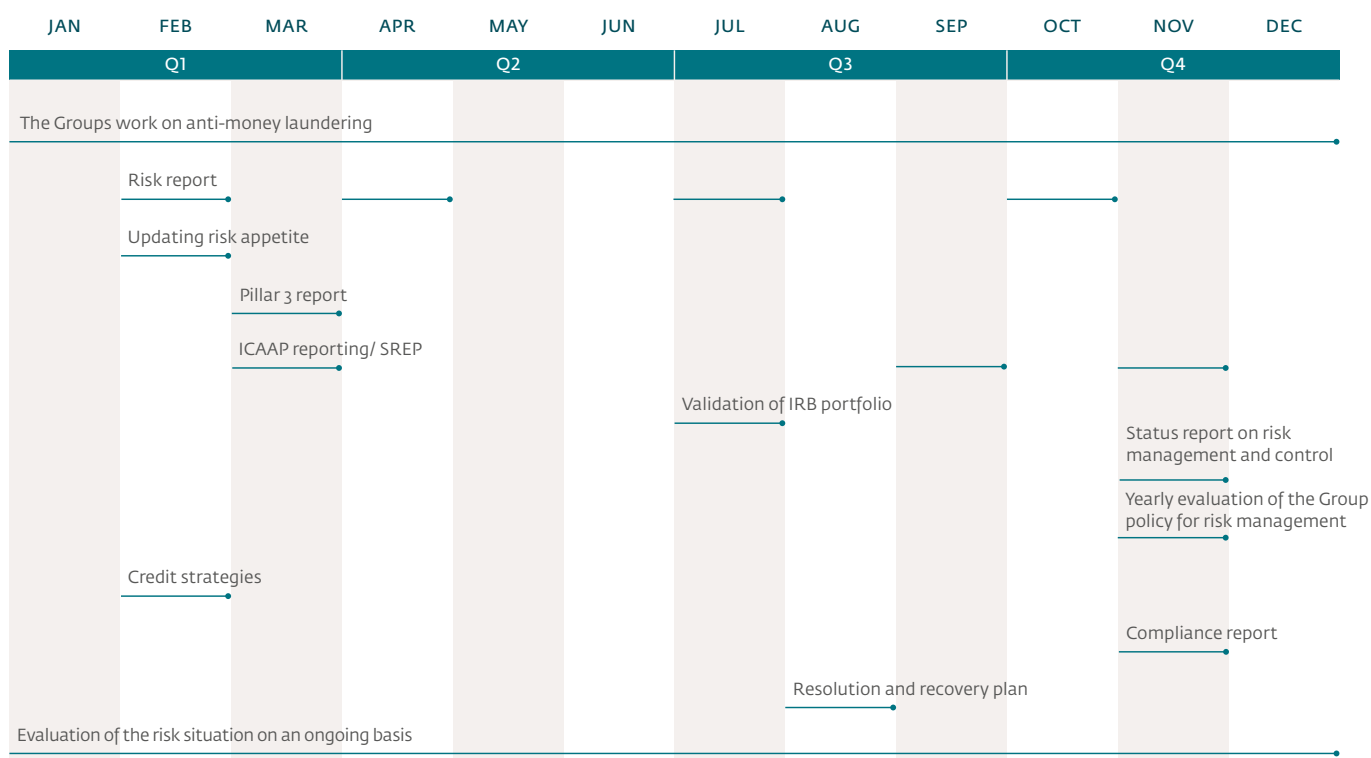 JAN FEB MAR APR MAY JUN JUL AUG SEP OCT NOV DEC
Q1 Q2 Q3 Q4
The Groups work on anti-money laundering
Risk report
Updating risk appetite
Pillar 3 report
ICAAP reporting/ SREP
Validation of IRB portfolio
Status report on risk
management and control
Yearly evaluation of the Group
policy for risk management
Credit strategies
Compliance report
Resolution and recovery plan
Evaluation of the risk situation on an ongoing basis